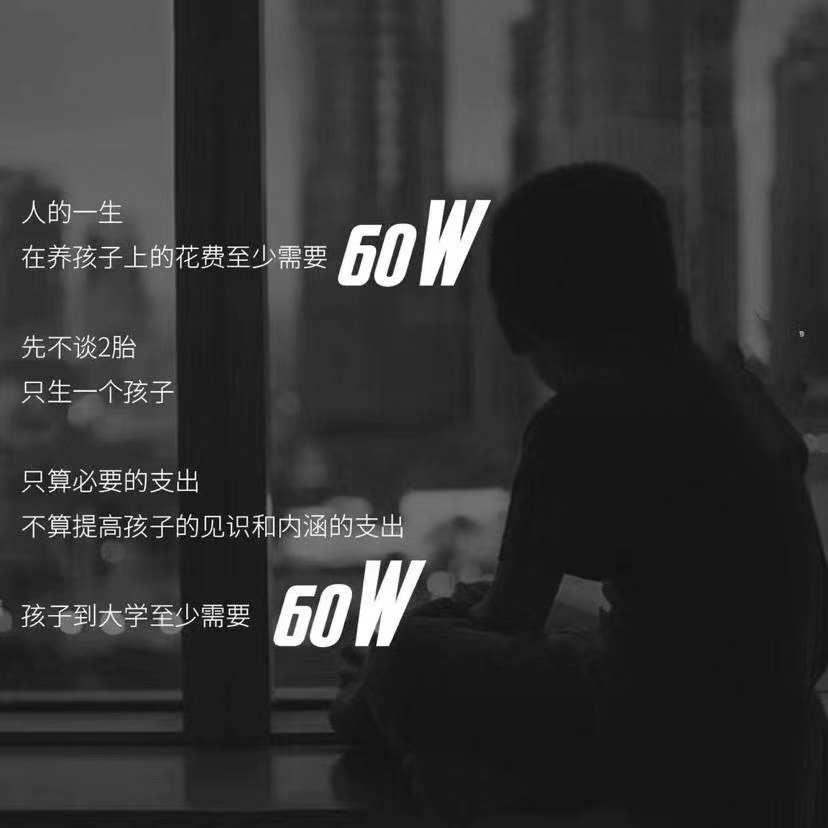 人的一生
在养孩子上的花费至少需要 60W
先不谈2胎
只生一个孩子
只算必要的支出
不算提高孩子的见识和内涵的支出
孩子到大学至少需要 60W